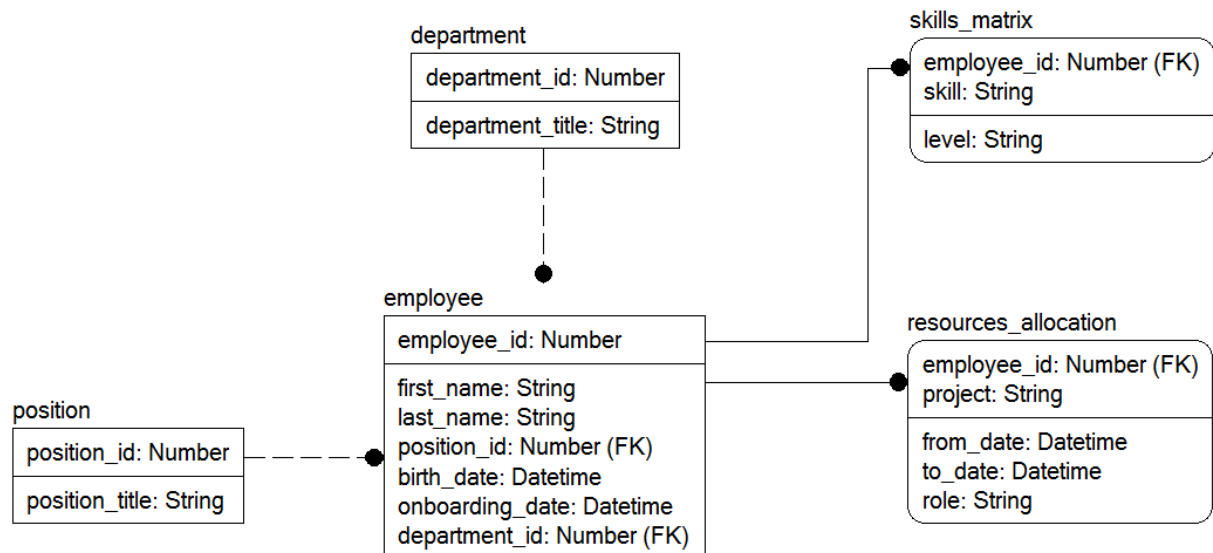 department
department_id: Number
department_title: String
skills_matrix
employee_id: Number (FK)
skill: String
level: String
employee
employee_id: Number
first_name: String
last_name: String
position_id: Number (FK)
birth_date: Datetime
onboarding_date: Datetime
department_id: Number (FK)
position
position_id: Number
position_title: String
resources_allocation
employee_id: Number (FK)
project: String
from_date: Datetime
to_date: Datetime
role: String